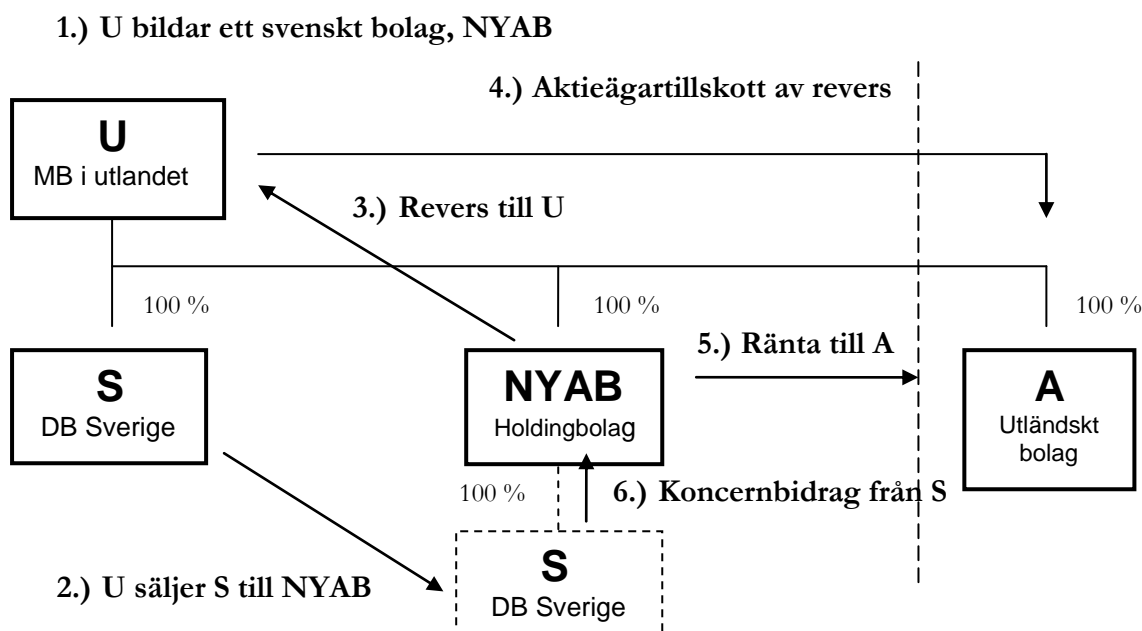 1.) U bildar ett svenskt bolag, NYAB
4.) Aktieägartillskott av revers
U
MB i utlandet
3.) Revers till U
100 %
100 %
100 %
5.) Ränta till A
S
DB Sverige
NYAB
Holdingbolag
A
Utländskt
bolag
100 %
6.) Koncernbidrag från S
2.) U säljer S till NYAB
S
DB Sverige